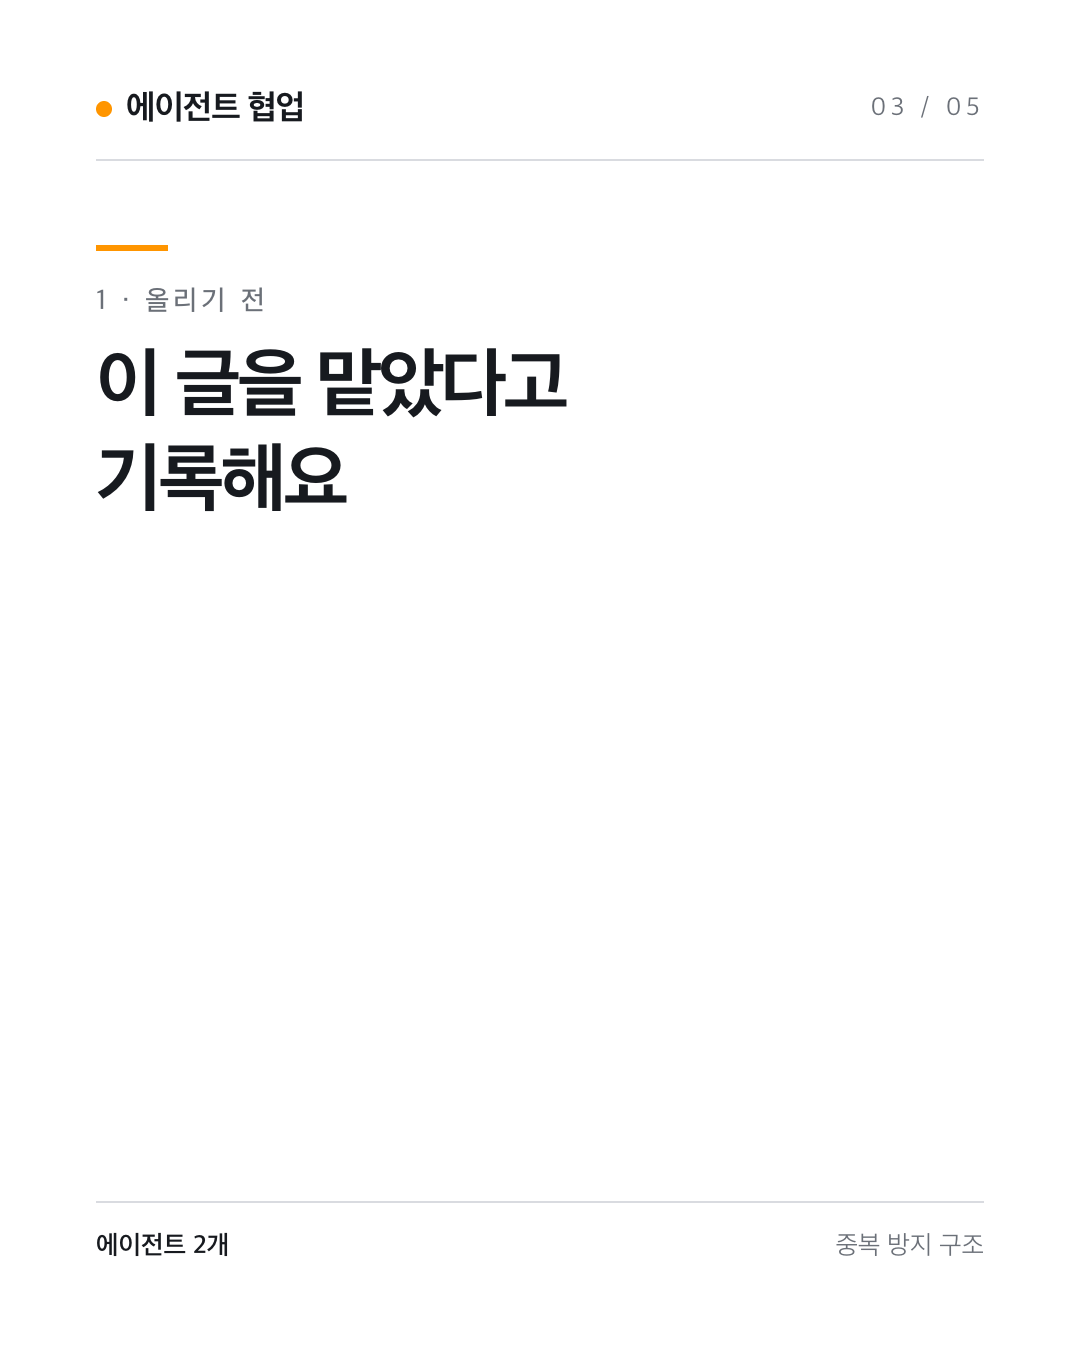 에이전트 협업
03 / 05
1 · 올리기 전
이 글을 맡았다고
기록해요
에이전트 2개
중복 방지 구조